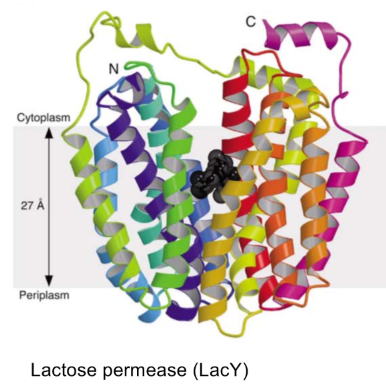 C
N
Cytoplasm
27 Å
Periplasm
Lactose permease (LacY)